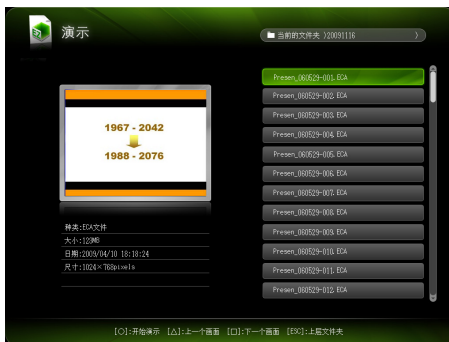 演示
当前的文件夹 〉20091116 〉
1967 - 2042
1988 - 2076
种类:ECA文件
大小:123MB
日期:2009/04/10 18:18:24
尺寸:1024×768pixels
Presen_060529-001.ECA
Presen_060529-002.ECA
Presen_060529-003.ECA
Presen_060529-004.ECA
Presen_060529-005.ECA
Presen_060529-006.ECA
Presen_060529-007.ECA
Presen_060529-008.ECA
Presen_060529-009.ECA
Presen_060529-010.ECA
Presen_060529-011.ECA
Presen_060529-012.ECA
[○]:开始演示 [△]:上一个画面 [□]:下一个画面 [ESC]:上层文件夹